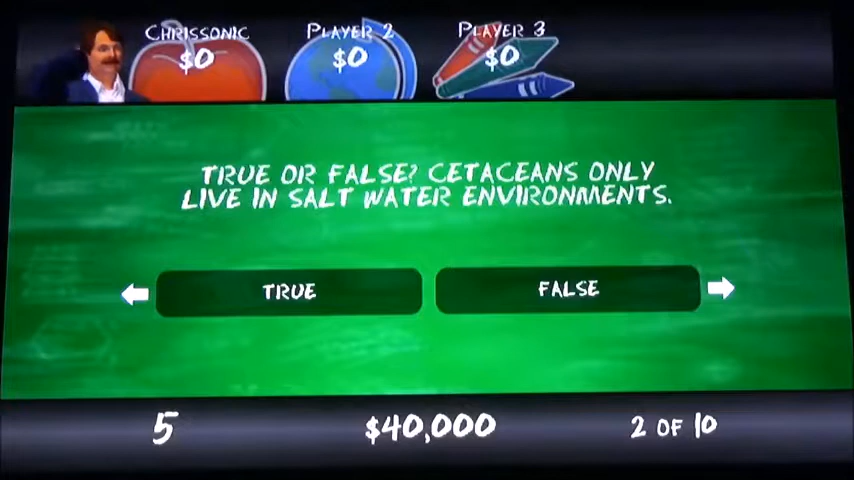 CHRISSONIC
$0
PLAYER 2
$0
PLAYER 3
$0
TRUE OR FALSE? CETACEANS ONLY
LIVE IN SALT WATER ENVIRONMENTS.
TRUE
FALSE
5
$40,000
2 OF 10